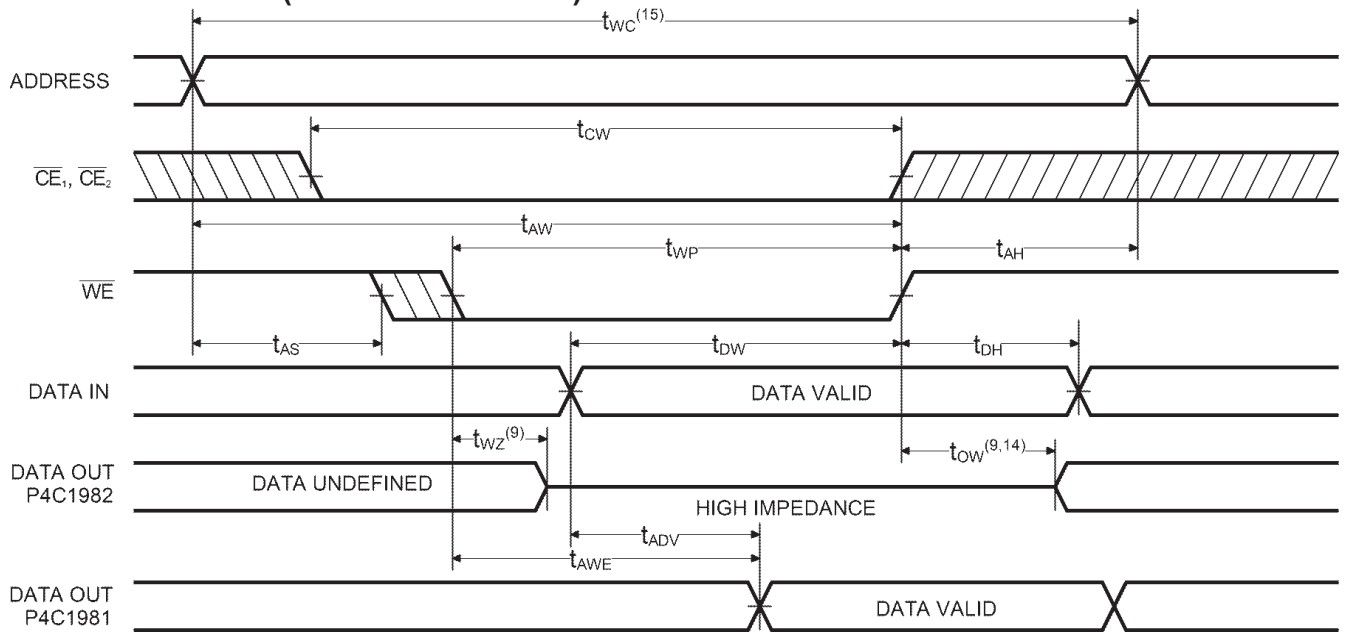 tWC(15)
ADDRESS
tCW
CE1, CE2
tAW
tWP
tAH
WE
tAS
tDW
tDH
DATA IN
DATA VALID
tWZ(9)
tOW(9,14)
DATA OUT
P4C1982
DATA UNDEFINED
HIGH IMPEDANCE
tADV
tAWE
DATA OUT
P4C1981
DATA VALID